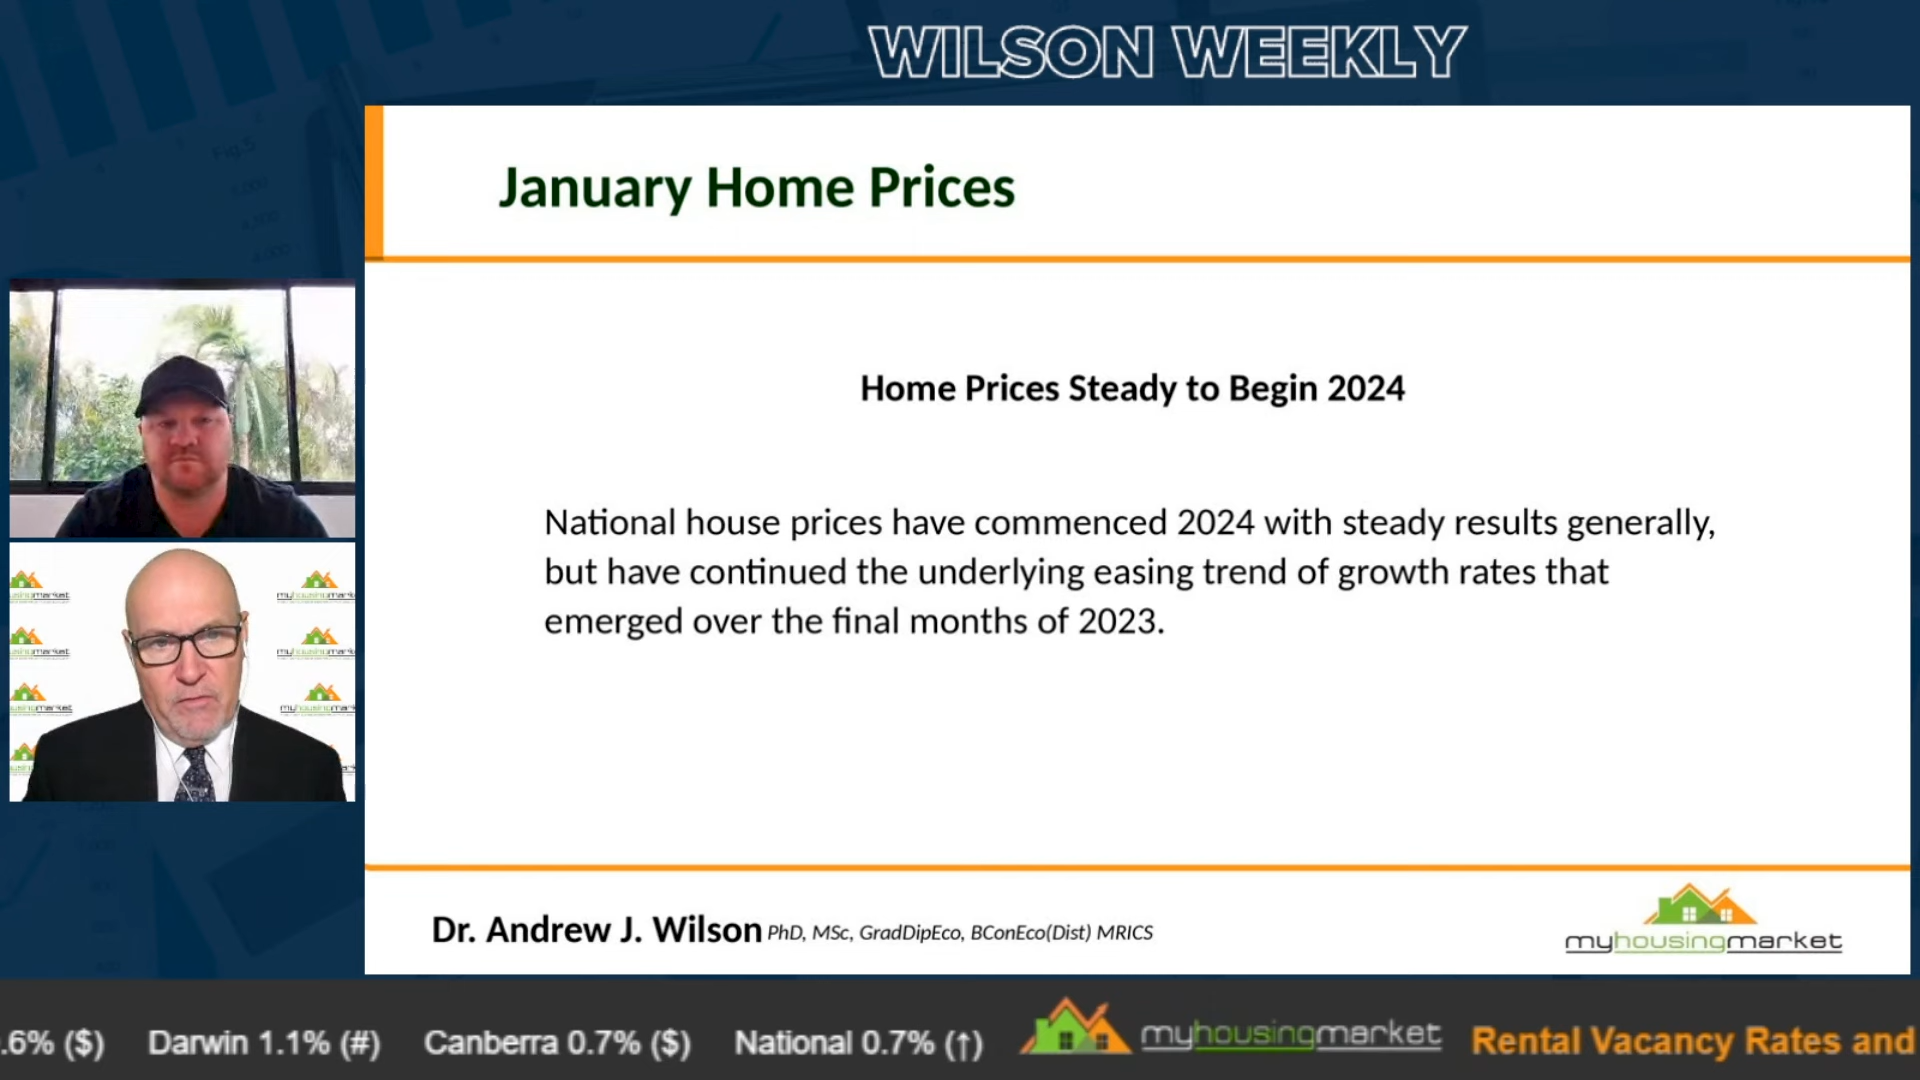 WILSON WEEKLY
January Home Prices
Home Prices Steady to Begin 2024
National house prices have commenced 2024 with steady results generally,
but have continued the underlying easing trend of growth rates that
emerged over the final months of 2023.
Dr. Andrew J. Wilson PhD, MSc, GradDipEco, BConEco(Dist) MRICS
myhousingmarket
.6% ($) Darwin 1.1% (#) Canberra 0.7% ($) National 0.7% (↑) myhousingmarket Rental Vacancy Rates and
Fig.5